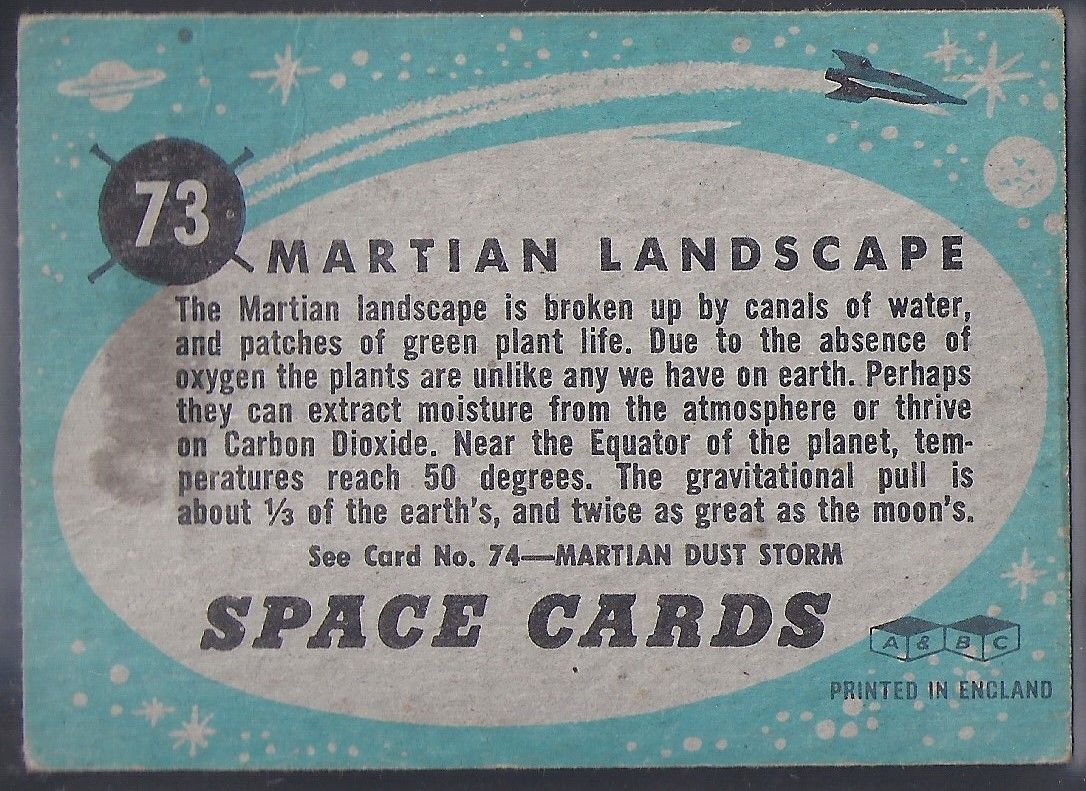 73
MARTIAN LANDSCAPE
The Martian landscape is broken up by canals of water,
and patches of green plant life. Due to the absence of
oxygen the plants are unlike any we have on earth. Perhaps
they can extract moisture from the atmosphere or thrive
on Carbon Dioxide. Near the Equator of the planet, tem-
peratures reach 50 degrees. The gravitational pull is
about ⅓ of the earth's, and twice as great as the moon's.
See Card No. 74—MARTIAN DUST STORM
SPACE CARDS
A & B C
PRINTED IN ENGLAND